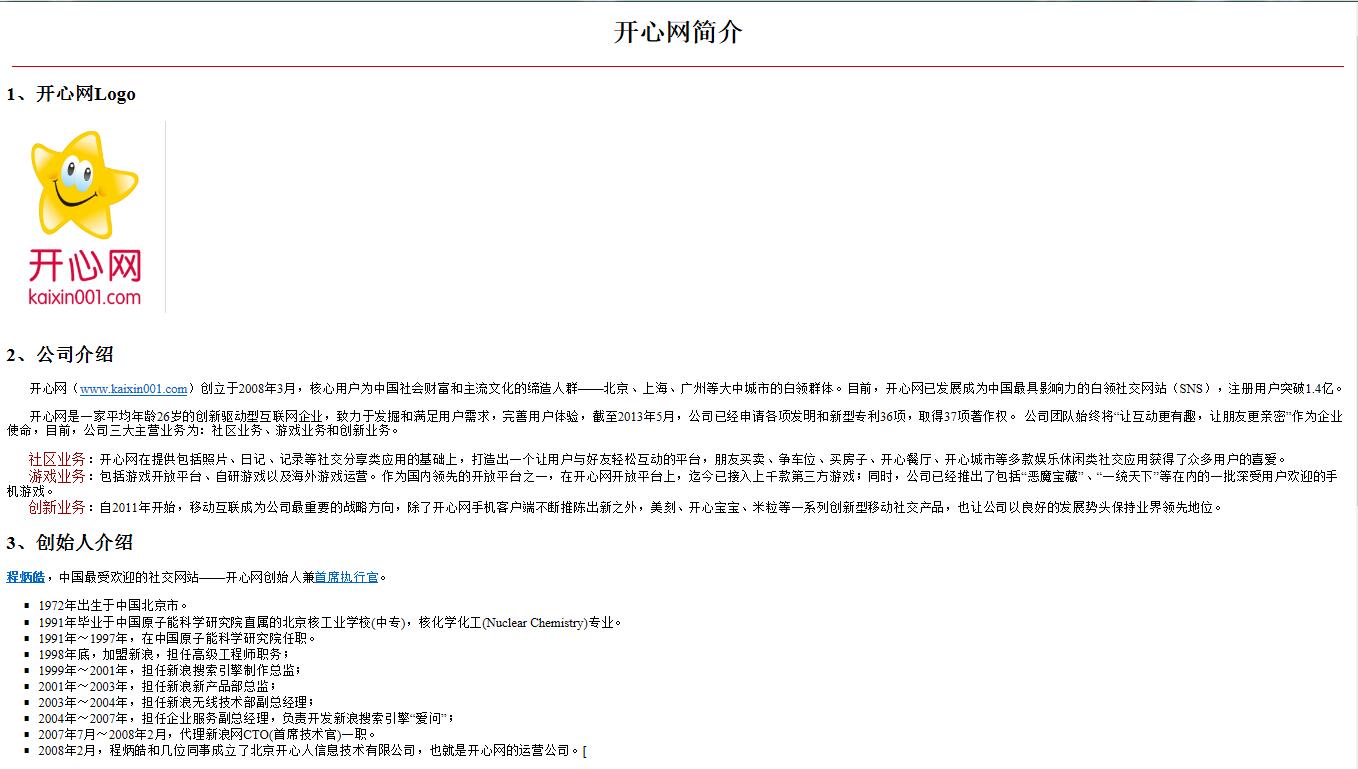 开心网简介
1、开心网Logo
开心网
kaixin001.com
2、公司介绍
开心网（www.kaixin001.com）创立于2008年3月，核心用户为中国社会财富和主流文化的缔造人群——北京、上海、广州等大中城市的白领群体。目前，开心网已发展成为中国最具影响力的白领社交网站（SNS），注册用户突破1.4亿。
开心网是一家平均年龄26岁的创新驱动型互联网企业，致力于发掘和满足用户需求，完善用户体验，截至2013年5月，公司已经申请各项发明和新型专利36项，取得37项著作权。 公司团队始终将“让互动更有趣，让朋友更亲密”作为企业
使命，目前，公司三大主营业务为：社区业务、游戏业务和创新业务。
社区业务：开心网在提供包括照片、日记、记录等社交分享类应用的基础上，打造出一个让用户与好友轻松互动的平台，朋友买卖、争车位、买房子、开心餐厅、开心城市等多款娱乐休闲类社交应用获得了众多用户的喜爱。
游戏业务：包括游戏开放平台、自研游戏以及海外游戏运营。作为国内领先的开放平台之一，在开心网开放平台上，迄今已接入上千款第三方游戏；同时，公司已经推出了包括“恶魔宝藏”、“一统天下”等在内的一批深受用户欢迎的手
机游戏。
创新业务：自2011年开始，移动互联成为公司最重要的战略方向，除了开心网手机客户端不断推陈出新之外，美刻、开心宝宝、米粒等一系列创新型移动社交产品，也让公司以良好的发展势头保持业界领先地位。
3、创始人介绍
程炳皓，中国最受欢迎的社交网站——开心网创始人兼首席执行官。
▪ 1972年出生于中国北京市。
▪ 1991年毕业于中国原子能科学研究院直属的北京核工业学校(中专)，核化学化工(Nuclear Chemistry)专业。
▪ 1991年～1997年，在中国原子能科学研究院任职。
▪ 1998年底，加盟新浪，担任高级工程师职务；
▪ 1999年～2001年，担任新浪搜索引擎制作总监；
▪ 2001年～2003年，担任新浪新产品部总监；
▪ 2003年～2004年，担任新浪无线技术部副总经理；
▪ 2004年～2007年，担任企业服务副总经理，负责开发新浪搜索引擎“爱问”；
▪ 2007年7月～2008年2月，代理新浪网CTO(首席技术官)一职。
▪ 2008年2月，程炳皓和几位同事成立了北京开心人信息技术有限公司，也就是开心网的运营公司。[